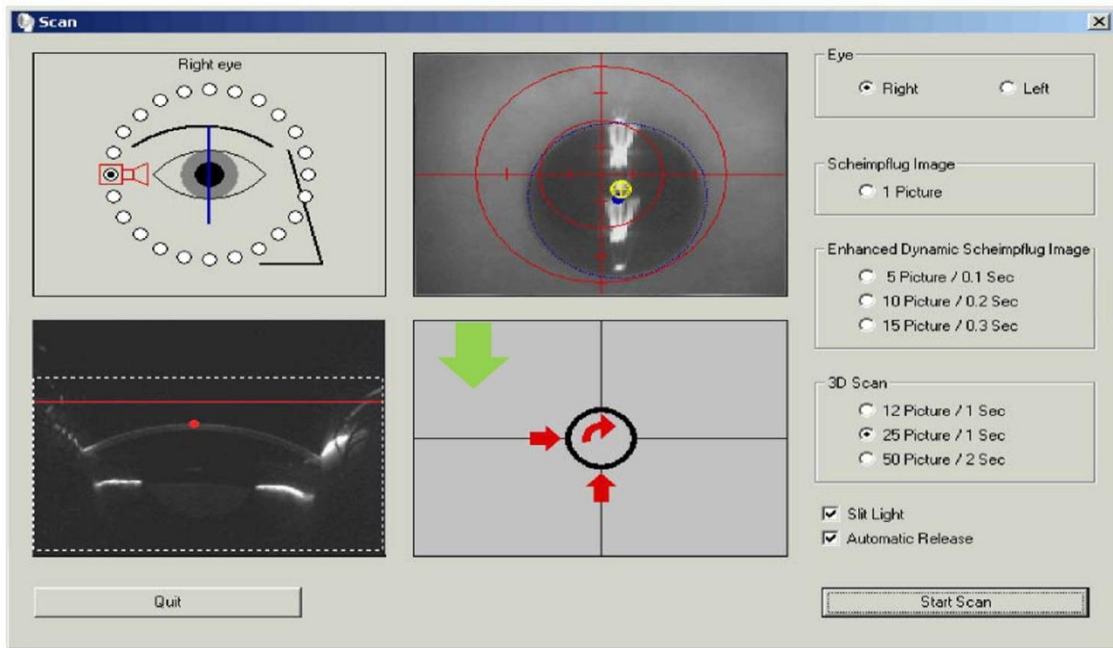 Scan
Right eye
Eye
Right
Left
Scheimpflug Image
1 Picture
Enhanced Dynamic Scheimpflug Image
5 Picture / 0.1 Sec
10 Picture / 0.2 Sec
15 Picture / 0.3 Sec
3D Scan
12 Picture / 1 Sec
25 Picture / 1 Sec
50 Picture / 2 Sec
Slit Light
Automatic Release
Quit
Start Scan